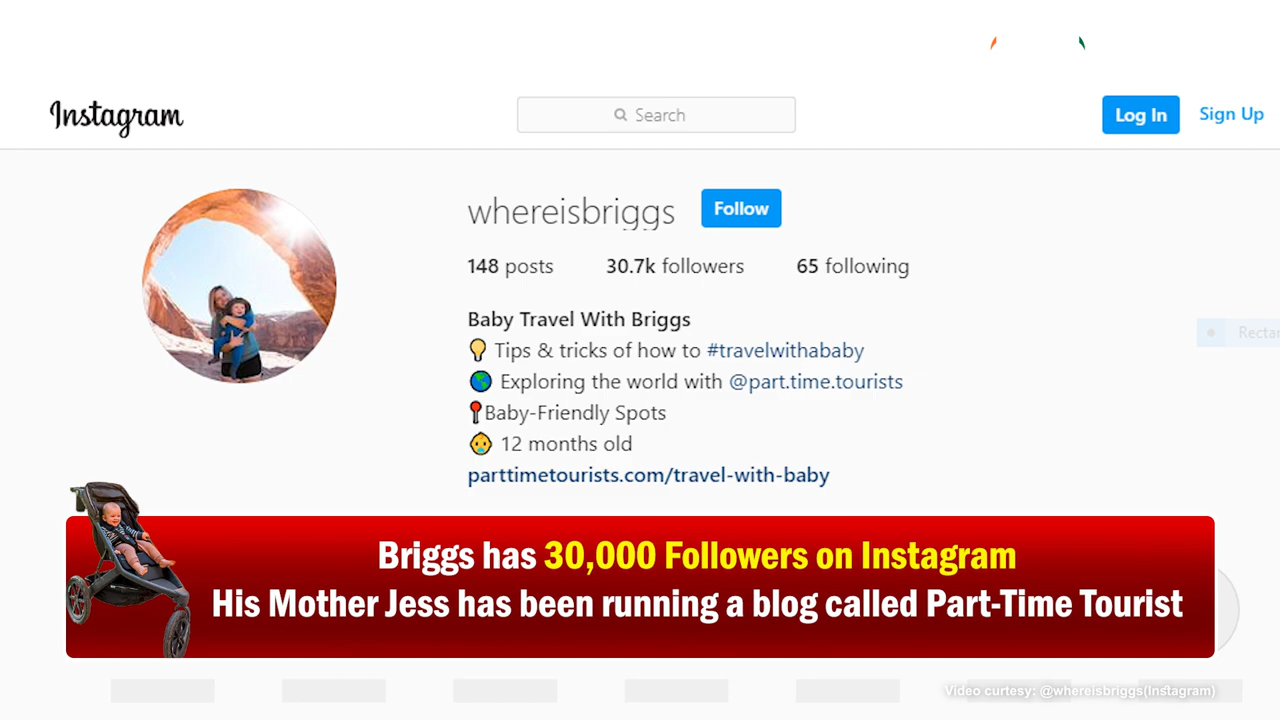 Instagram
Search
Log In
Sign Up
whereisbriggs
Follow
148 posts 30.7k followers 65 following
Baby Travel With Briggs
Tips & tricks of how to #travelwithababy
Exploring the world with @part.time.tourists
Baby-Friendly Spots
12 months old
parttimetourists.com/travel-with-baby
Briggs has 30,000 Followers on Instagram
His Mother Jess has been running a blog called Part-Time Tourist
Video curtesy: @whereisbriggs(Instagram)